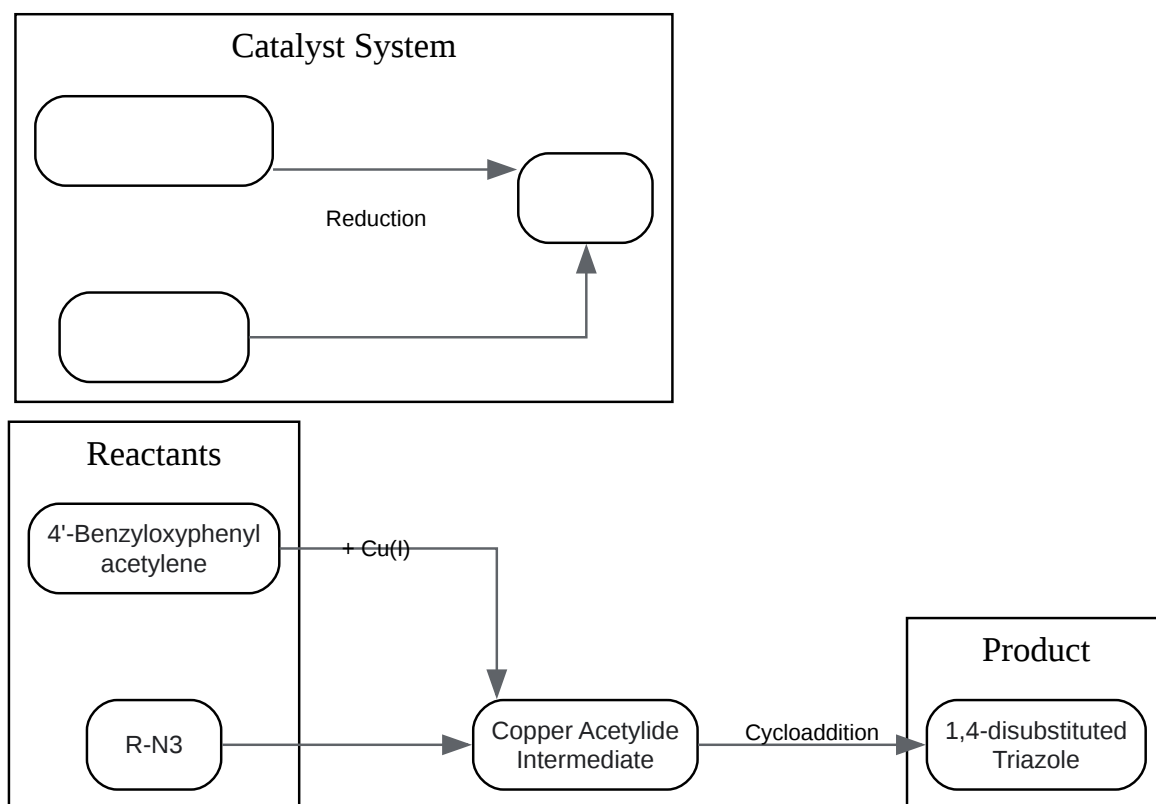 Catalyst System
Reduction
Reactants
4'-Benzyloxyphenyl
acetylene
+ Cu(I)
R-N3
Copper Acetylide
Intermediate
Cycloaddition
Product
1,4-disubstituted
Triazole